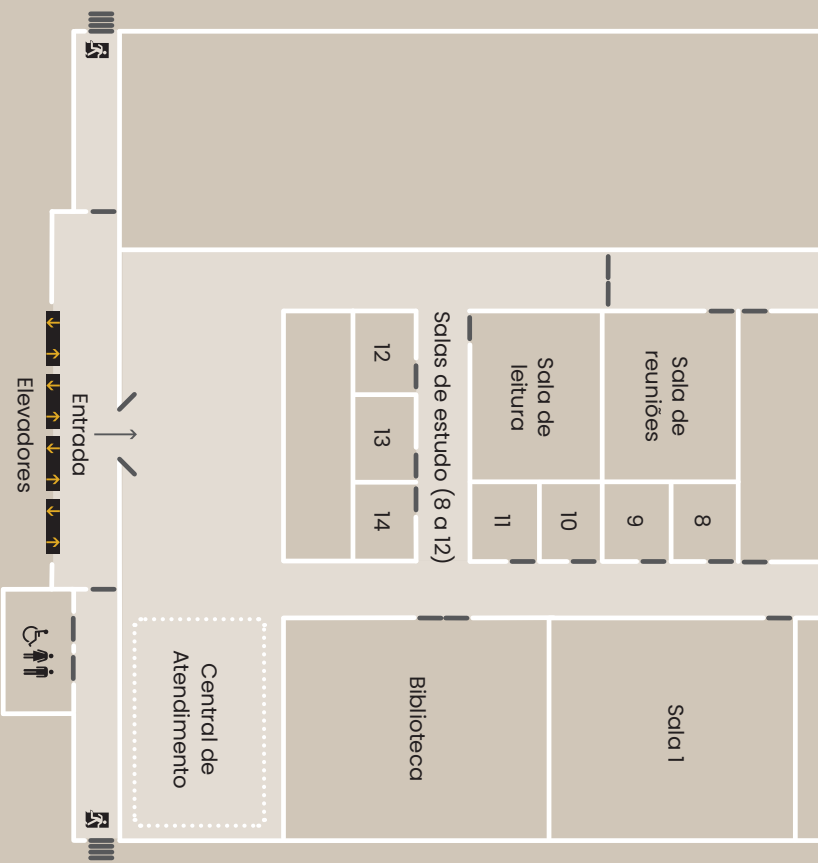 Elevadores
Entrada
Central de
Atendimento
12
13
14
Salas de estudo (8 a 12)
Sala de
leitura
Sala de
reuniões
11
10
9
8
Biblioteca
Sala 1